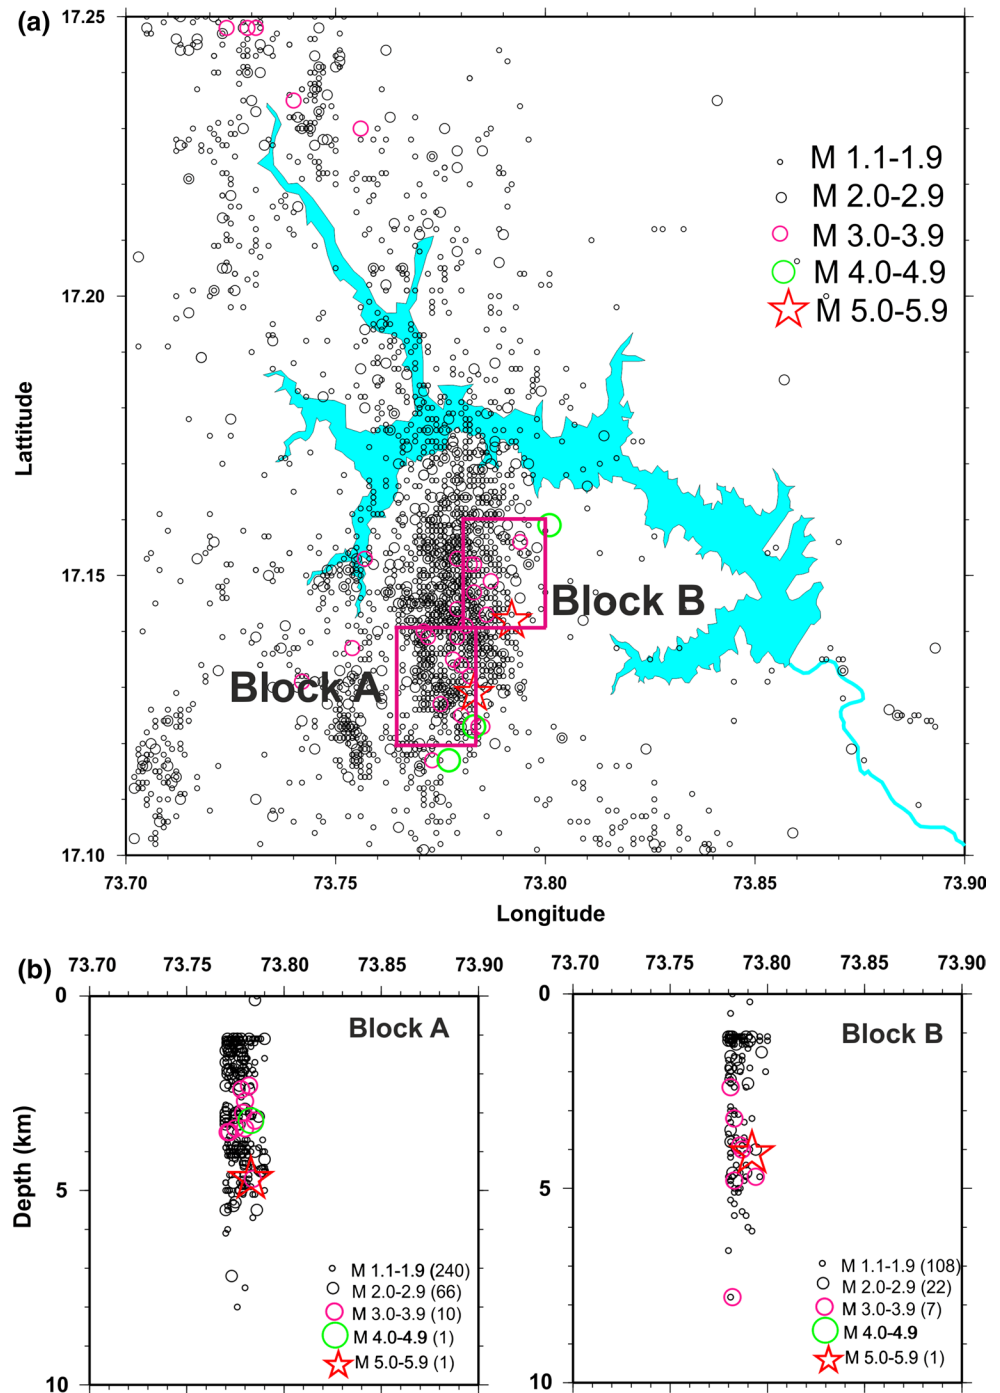 (a)
17.25
17.20
17.15
17.10
Lattitude
M 1.1-1.9
M 2.0-2.9
M 3.0-3.9
M 4.0-4.9
M 5.0-5.9
Block B
Block A
73.70 73.75 73.80 73.85 73.90
Longitude
(b)
73.70 73.75 73.80 73.85 73.90
73.70 73.75 73.80 73.85 73.90
0
5
10
Depth (km)
Block A
M 1.1-1.9 (240)
M 2.0-2.9 (66)
M 3.0-3.9 (10)
M 4.0-4.9 (1)
M 5.0-5.9 (1)
0
5
10
Block B
M 1.1-1.9 (108)
M 2.0-2.9 (22)
M 3.0-3.9 (7)
M 4.0-4.9
M 5.0-5.9 (1)